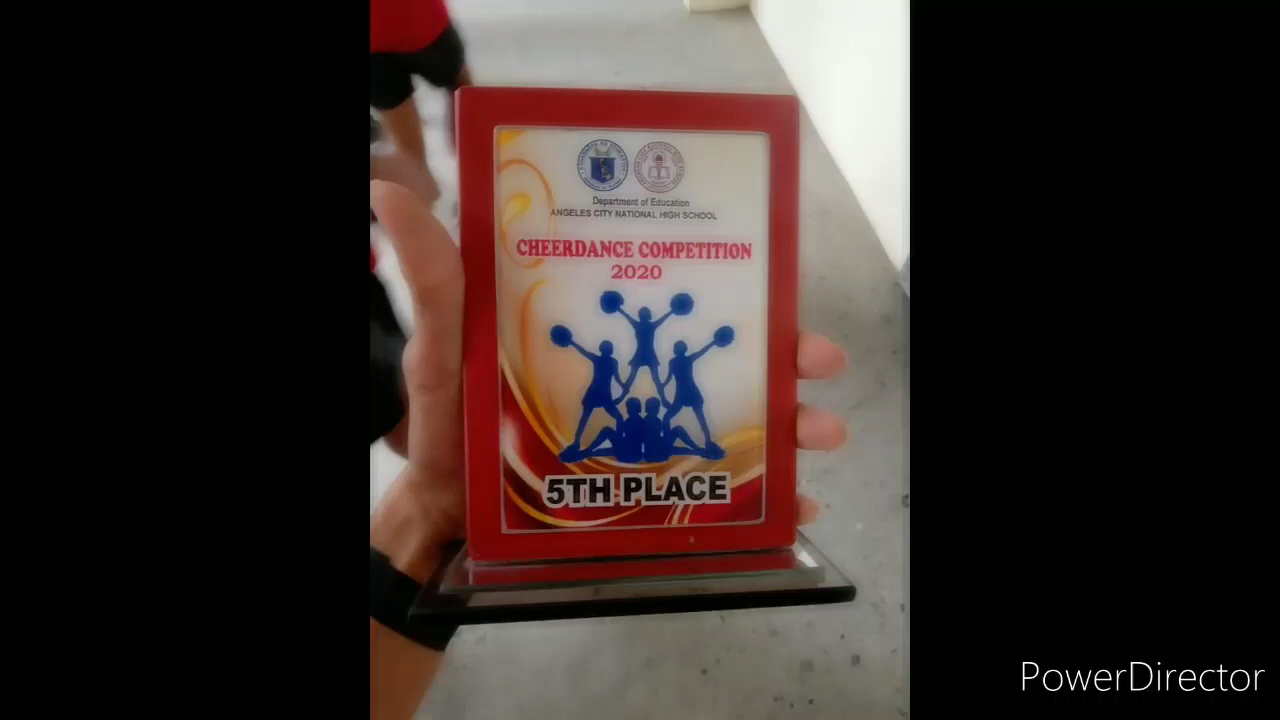 Department of Education
ANGELES CITY NATIONAL HIGH SCHOOL
CHEERDANCE COMPETITION
2020
5TH PLACE
PowerDirector